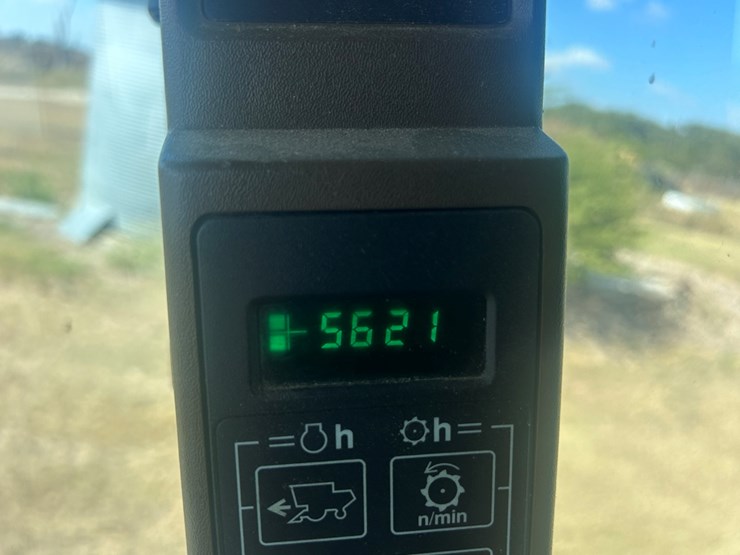 5621
=h h=
n/min